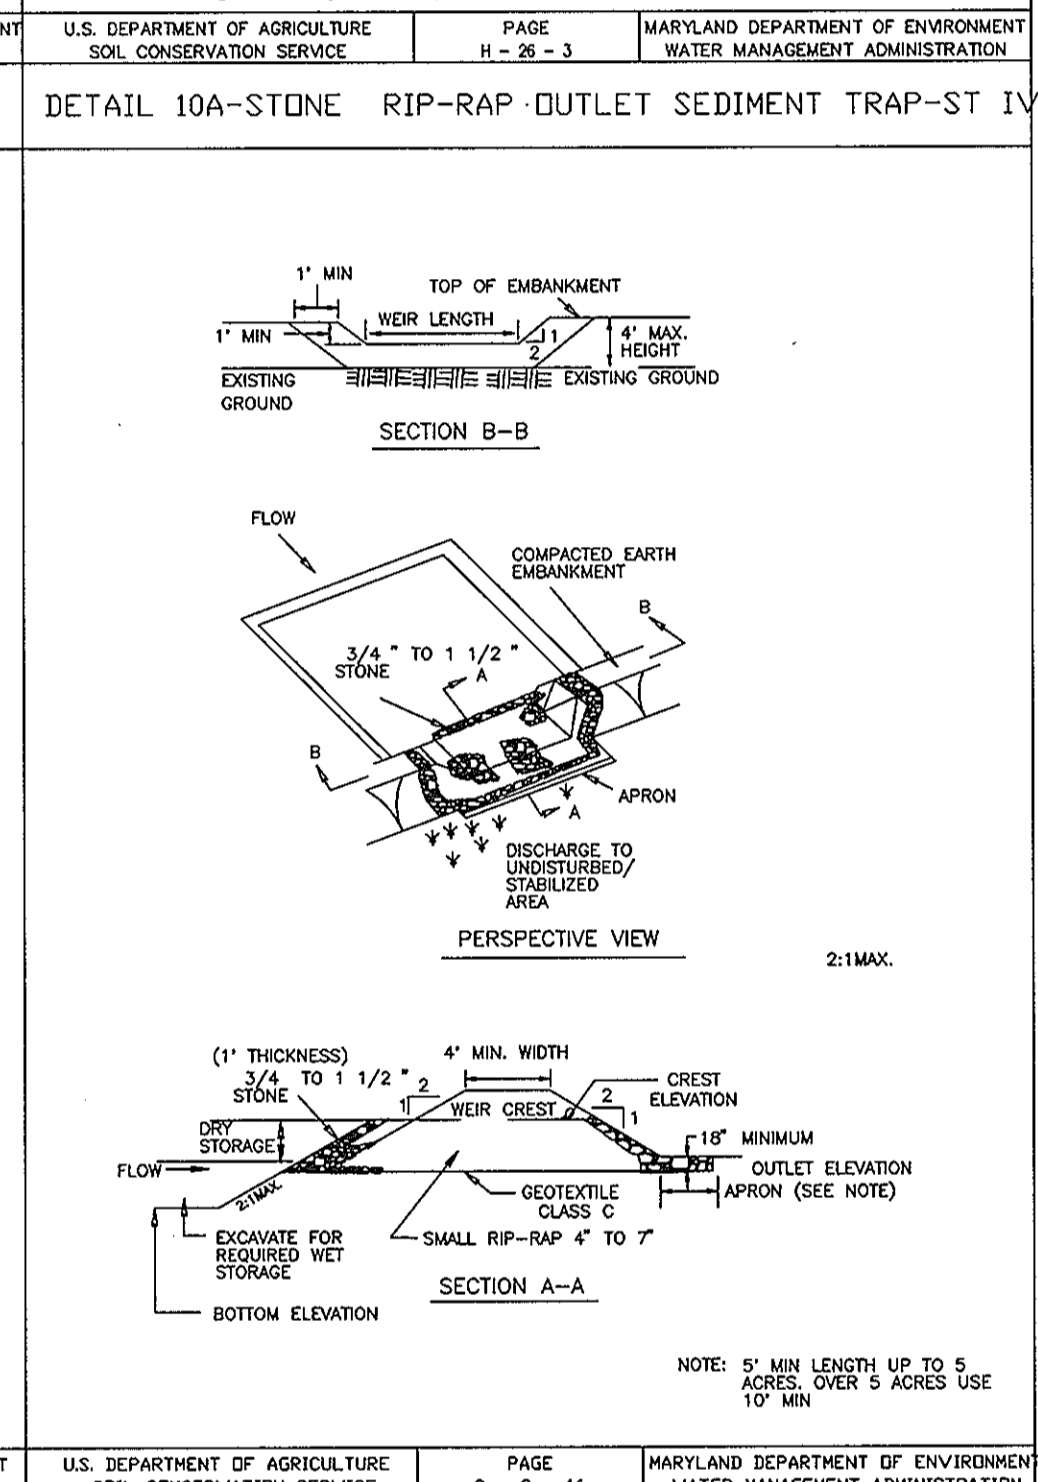 NT
U.S. DEPARTMENT OF AGRICULTURE
SOIL CONSERVATION SERVICE
PAGE
H - 26 - 3
MARYLAND DEPARTMENT OF ENVIRONMENT
WATER MANAGEMENT ADMINISTRATION
DETAIL 10A-STONE RIP-RAP OUTLET SEDIMENT TRAP-ST IV
1' MIN
TOP OF EMBANKMENT
WEIR LENGTH
1' MIN
1
2
4' MAX.
HEIGHT
EXISTING
GROUND
EXISTING GROUND
SECTION B-B
FLOW
COMPACTED EARTH
EMBANKMENT
B
3/4 " TO 1 1/2 "
STONE
A
B
APRON
A
DISCHARGE TO
UNDISTURBED/
STABILIZED
AREA
PERSPECTIVE VIEW
2:1MAX.
(1' THICKNESS)
3/4 TO 1 1/2 "
STONE
4' MIN. WIDTH
2
1
WEIR CREST
2
1
CREST
ELEVATION
DRY
STORAGE
18" MINIMUM
FLOW
OUTLET ELEVATION
2:1MAX.
GEOTEXTILE
CLASS C
APRON (SEE NOTE)
EXCAVATE FOR
REQUIRED WET
STORAGE
SMALL RIP-RAP 4" TO 7"
SECTION A-A
BOTTOM ELEVATION
NOTE: 5' MIN LENGTH UP TO 5
ACRES. OVER 5 ACRES USE
10' MIN
T
U.S. DEPARTMENT OF AGRICULTURE
PAGE
MARYLAND DEPARTMENT OF ENVIRONMENT